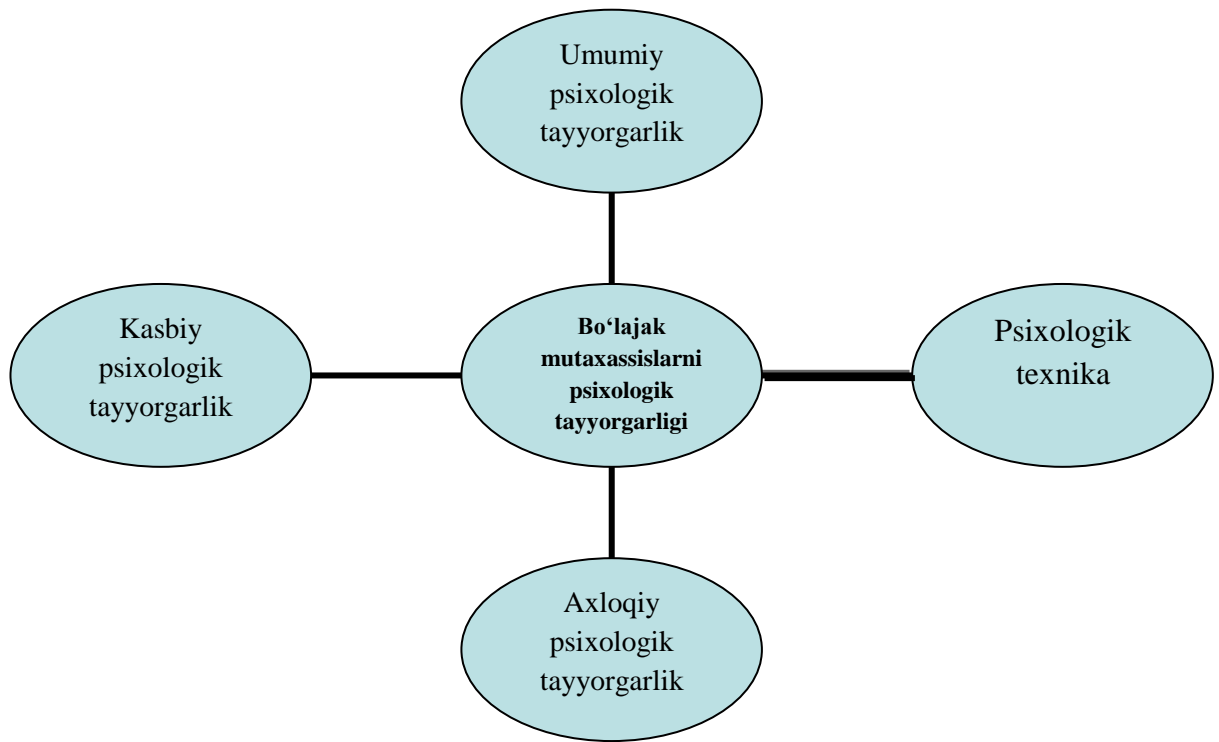 Umumiy
psixologik
tayyorgarlik
Kasbiy
psixologik
tayyorgarlik
Bo‘lajak
mutaxassislarni
psixologik
tayyorgarligi
Psixologik
texnika
Axloqiy
psixologik
tayyorgarlik